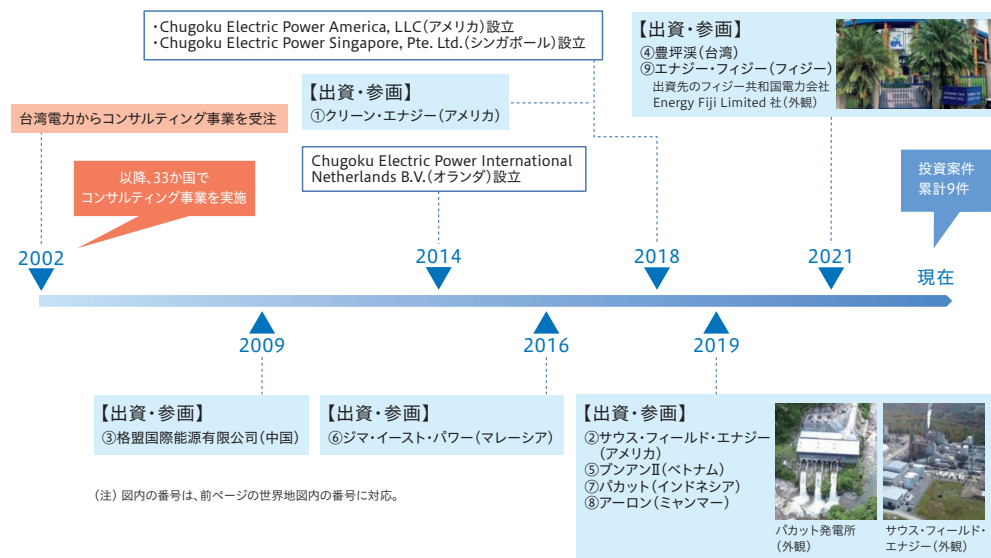 ・Chugoku Electric Power America, LLC(アメリカ)設立
・Chugoku Electric Power Singapore, Pte. Ltd.(シンガポール)設立
【出資・参画】
④豊坪渓(台湾)
⑨エナジー・フィジー(フィジー)
出資先のフィジー共和国電力会社
Energy Fiji Limited 社(外観)
【出資・参画】
①クリーン・エナジー(アメリカ)
台湾電力からコンサルティング事業を受注
Chugoku Electric Power International
Netherlands B.V.(オランダ)設立
以降、33か国で
コンサルティング事業を実施
投資案件
累計9件
2002
2014
2018
2021
現在
2009
2016
2019
【出資・参画】
③格盟国際能源有限公司(中国)
【出資・参画】
⑥ジマ・イースト・パワー(マレーシア)
【出資・参画】
②サウス・フィールド・エナジー
(アメリカ)
⑤ブンアンⅡ(ベトナム)
⑦パカット(インドネシア)
⑧アーロン(ミャンマー)
パカット発電所
(外観)
サウス・フィールド・
エナジー(外観)
(注) 図内の番号は、前ページの世界地図内の番号に対応。